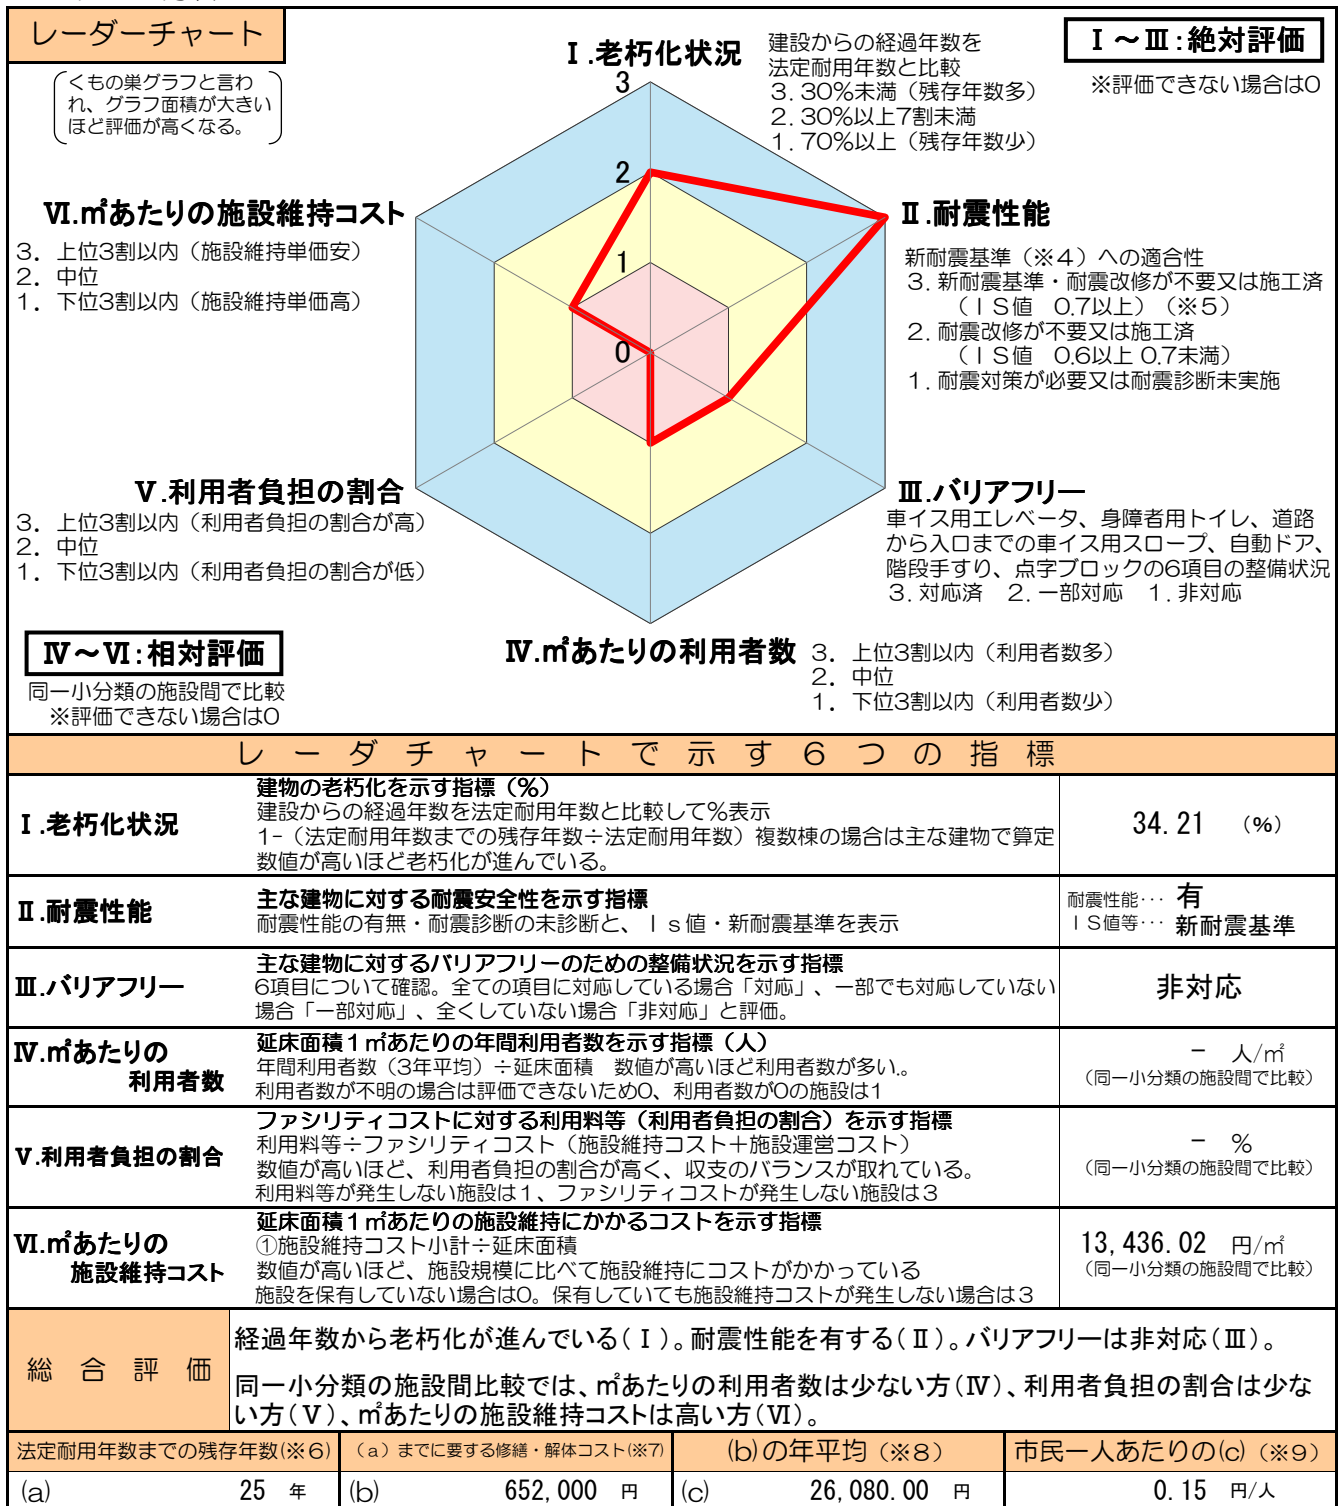 レーダーチャート
くもの巣グラフと言わ
れ、グラフ面積が大きい
ほど評価が高くなる。
Ⅰ～Ⅲ:絶対評価
※評価できない場合は0
Ⅰ.老朽化状況
建設からの経過年数を
法定耐用年数と比較
3. 30%未満（残存年数多）
2. 30%以上7割未満
1. 70%以上（残存年数少）
3
2
1
0
Ⅵ.㎡あたりの施設維持コスト
3. 上位3割以内（施設維持単価安）
2. 中位
1. 下位3割以内（施設維持単価高）
Ⅱ.耐震性能
新耐震基準（※4）への適合性
3. 新耐震基準・耐震改修が不要又は施工済
（ＩＳ値　0.7以上）（※5）
2. 耐震改修が不要又は施工済
（ＩＳ値　0.6以上 0.7未満）
1. 耐震対策が必要又は耐震診断未実施
Ⅴ.利用者負担の割合
3. 上位3割以内（利用者負担の割合が高）
2. 中位
1. 下位3割以内（利用者負担の割合が低）
Ⅲ.バリアフリー
車イス用エレベータ、身障者用トイレ、道路
から入口までの車イス用スロープ、自動ドア、
階段手すり、点字ブロックの6項目の整備状況
3. 対応済　2. 一部対応　1. 非対応
Ⅳ～Ⅵ:相対評価
同一小分類の施設間で比較
※評価できない場合は0
Ⅳ.㎡あたりの利用者数
3. 上位3割以内（利用者数多）
2. 中位
1. 下位3割以内（利用者数少）
レーダチャートで示す6つの指標
Ⅰ.老朽化状況
建物の老朽化を示す指標（%）
建設からの経過年数を法定耐用年数と比較して%表示
1-（法定耐用年数までの残存年数÷法定耐用年数）複数棟の場合は主な建物で算定
数値が高いほど老朽化が進んでいる。
34.21 （%）
Ⅱ.耐震性能
主な建物に対する耐震安全性を示す指標
耐震性能の有無・耐震診断の未診断と、Ｉｓ値・新耐震基準を表示
耐震性能･･･ 有
ＩＳ値等･･･ 新耐震基準
Ⅲ.バリアフリー
主な建物に対するバリアフリーのための整備状況を示す指標
6項目について確認。全ての項目に対応している場合「対応」、一部でも対応していない
場合「一部対応」、全くしていない場合「非対応」と評価。
非対応
Ⅳ.㎡あたりの
利用者数
延床面積１㎡あたりの年間利用者数を示す指標（人）
年間利用者数（3年平均）÷延床面積　数値が高いほど利用者数が多い。
利用者数が不明の場合は評価できないため0、利用者数が0の施設は1
－ 人/㎡
（同一小分類の施設間で比較）
Ⅴ.利用者負担の割合
ファシリティコストに対する利用料等（利用者負担の割合）を示す指標
利用料等÷ファシリティコスト（施設維持コスト＋施設運営コスト）
数値が高いほど、利用者負担の割合が高く、収支のバランスが取れている。
利用料等が発生しない施設は１、ファシリティコストが発生しない施設は３
－ %
（同一小分類の施設間で比較）
Ⅵ.㎡あたりの
施設維持コスト
延床面積１㎡あたりの施設維持にかかるコストを示す指標
①施設維持コスト小計÷延床面積
数値が高いほど、施設規模に比べて施設維持にコストがかかっている
施設を保有していない場合は0。保有していても施設維持コストが発生しない場合は３
13,436.02 円/㎡
（同一小分類の施設間で比較）
総合評価
経過年数から老朽化が進んでいる(Ⅰ)。耐震性能を有する(Ⅱ)。バリアフリーは非対応(Ⅲ)。
同一小分類の施設間比較では、㎡あたりの利用者数は少ない方(Ⅳ)、利用者負担の割合は少な
い方(Ⅴ)、㎡あたりの施設維持コストは高い方(Ⅵ)。
法定耐用年数までの残存年数(※6) （a）までに要する修繕・解体コスト(※7) (b)の年平均（※8） 市民一人あたりの(c)（※9）
(a) 25 年 (b) 652,000 円 (c) 26,080.00 円 0.15 円/人